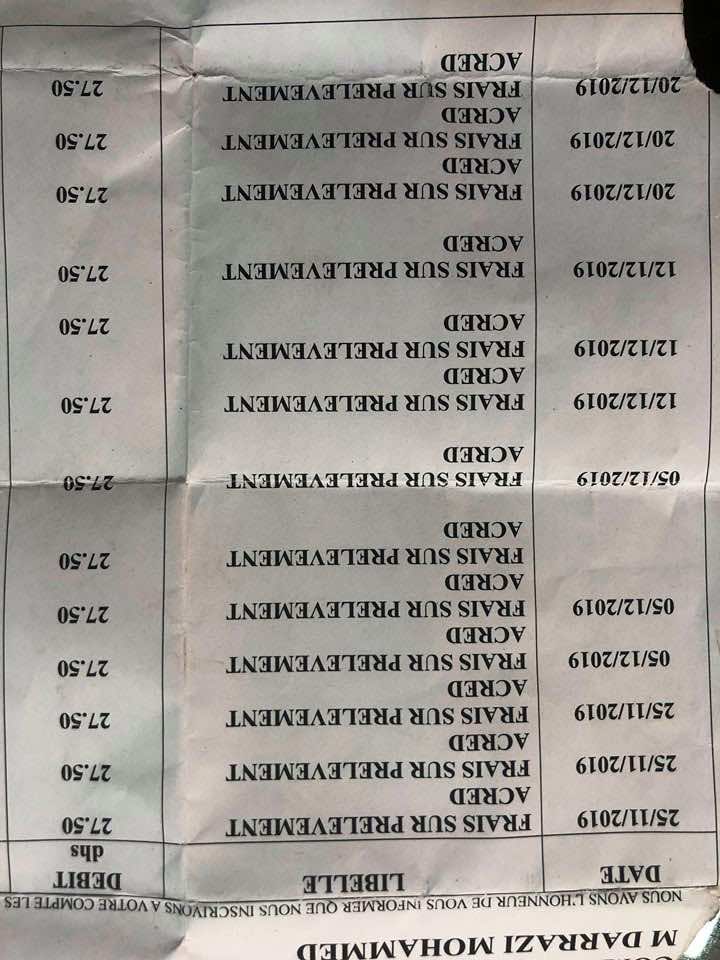 M DARRAZI MOHAMMED
NOUS AVONS L'HONNEUR DE VOUS INFORMER QUE NOUS INSCRIVONS A VOTRE COMPTE LES
DATE LIBELLE DEBIT
dhs
25/11/2019 FRAIS SUR PRELEVEMENT 27.50
ACRED
25/11/2019 FRAIS SUR PRELEVEMENT 27.50
ACRED
25/11/2019 FRAIS SUR PRELEVEMENT 27.50
ACRED
05/12/2019 FRAIS SUR PRELEVEMENT 27.50
ACRED
05/12/2019 FRAIS SUR PRELEVEMENT 27.50
ACRED
FRAIS SUR PRELEVEMENT 27.50
ACRED
05/12/2019 FRAIS SUR PRELEVEMENT 27.50
ACRED
12/12/2019 FRAIS SUR PRELEVEMENT 27.50
ACRED
12/12/2019 FRAIS SUR PRELEVEMENT
ACRED 27.50
12/12/2019 FRAIS SUR PRELEVEMENT 27.50
ACRED
20/12/2019 FRAIS SUR PRELEVEMENT 27.50
ACRED
20/12/2019 FRAIS SUR PRELEVEMENT 27.50
ACRED
20/12/2019 FRAIS SUR PRELEVEMENT 27.50
ACRED